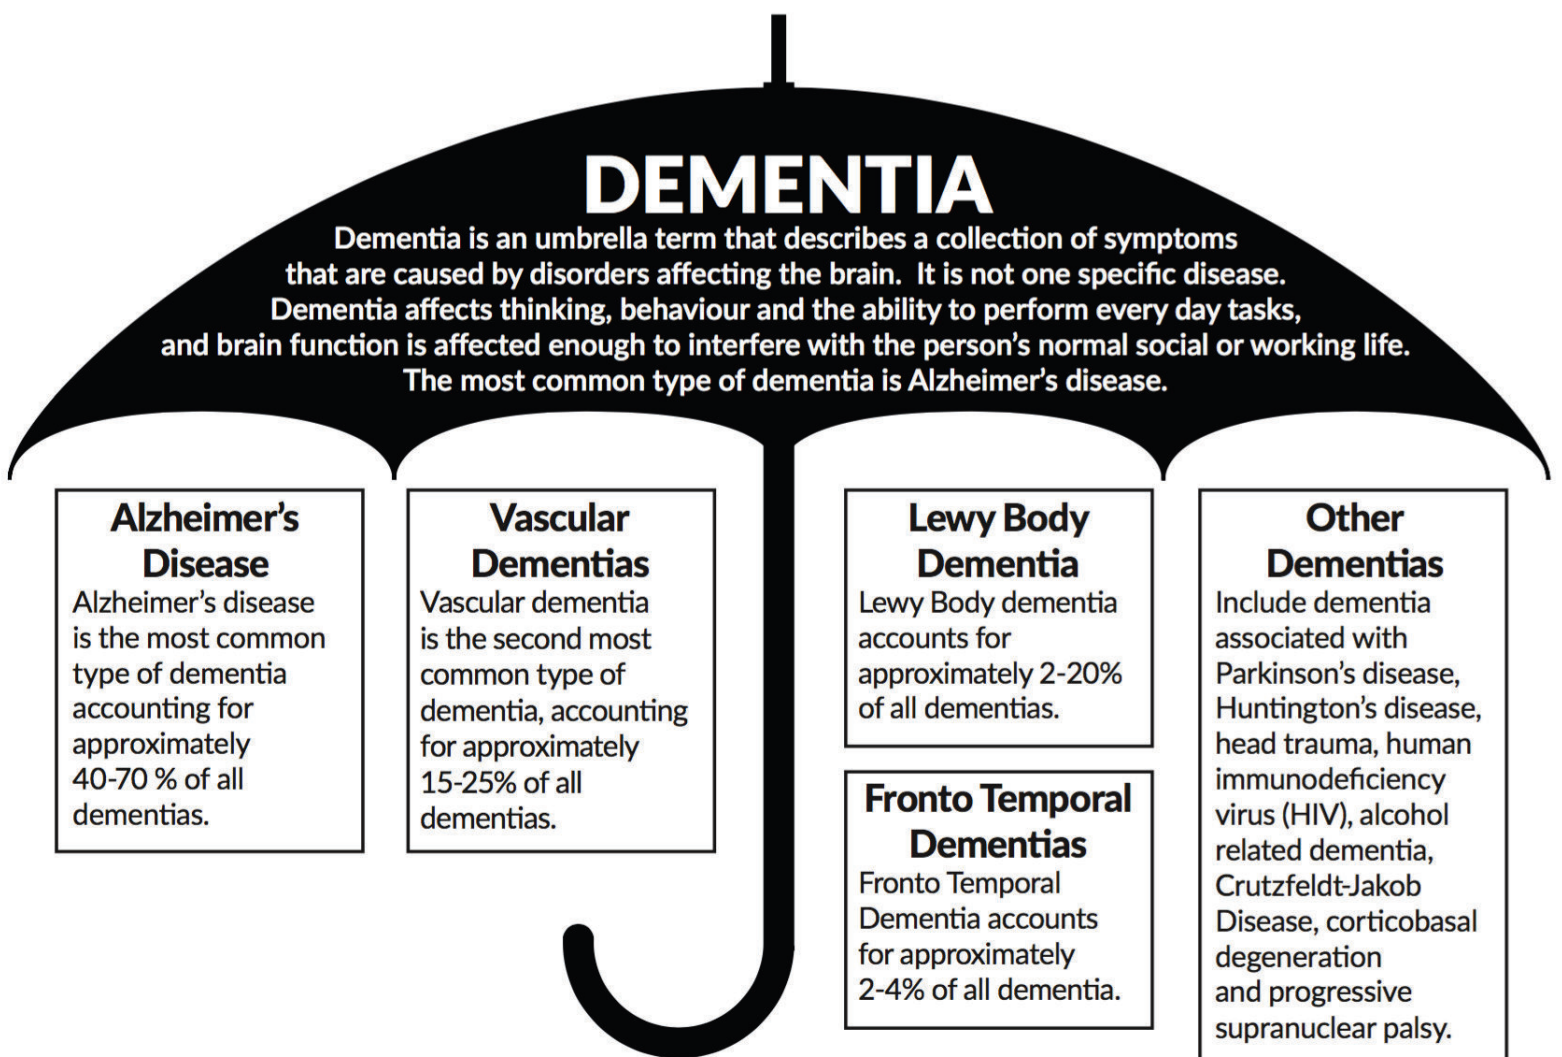 DEMENTIA
Dementia is an umbrella term that describes a collection of symptoms
that are caused by disorders affecting the brain.  It is not one specific disease.
Dementia affects thinking, behaviour and the ability to perform every day tasks,
and brain function is affected enough to interfere with the person's normal social or working life.
The most common type of dementia is Alzheimer's disease.
Alzheimer's
Disease
Alzheimer's disease
is the most common
type of dementia
accounting for
approximately
40-70 % of all
dementias.
Vascular
Dementias
Vascular dementia
is the second most
common type of
dementia, accounting
for approximately
15-25% of all
dementias.
Lewy Body
Dementia
Lewy Body dementia
accounts for
approximately 2-20%
of all dementias.
Fronto Temporal
Dementias
Fronto Temporal
Dementia accounts
for approximately
2-4% of all dementia.
Other
Dementias
Include dementia
associated with
Parkinson's disease,
Huntington's disease,
head trauma, human
immunodeficiency
virus (HIV), alcohol
related dementia,
Crutzfeldt-Jakob
Disease, corticobasal
degeneration
and progressive
supranuclear palsy.